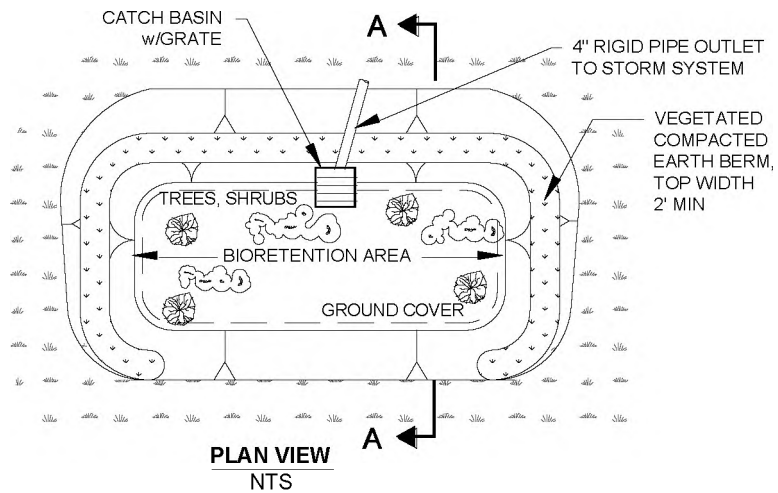 CATCH BASIN
w/GRATE
A
4" RIGID PIPE OUTLET
TO STORM SYSTEM
VEGETATED
COMPACTED
EARTH BERM,
TOP WIDTH
2' MIN
TREES, SHRUBS
BIORETENTION AREA
GROUND COVER
A
PLAN VIEW
NTS